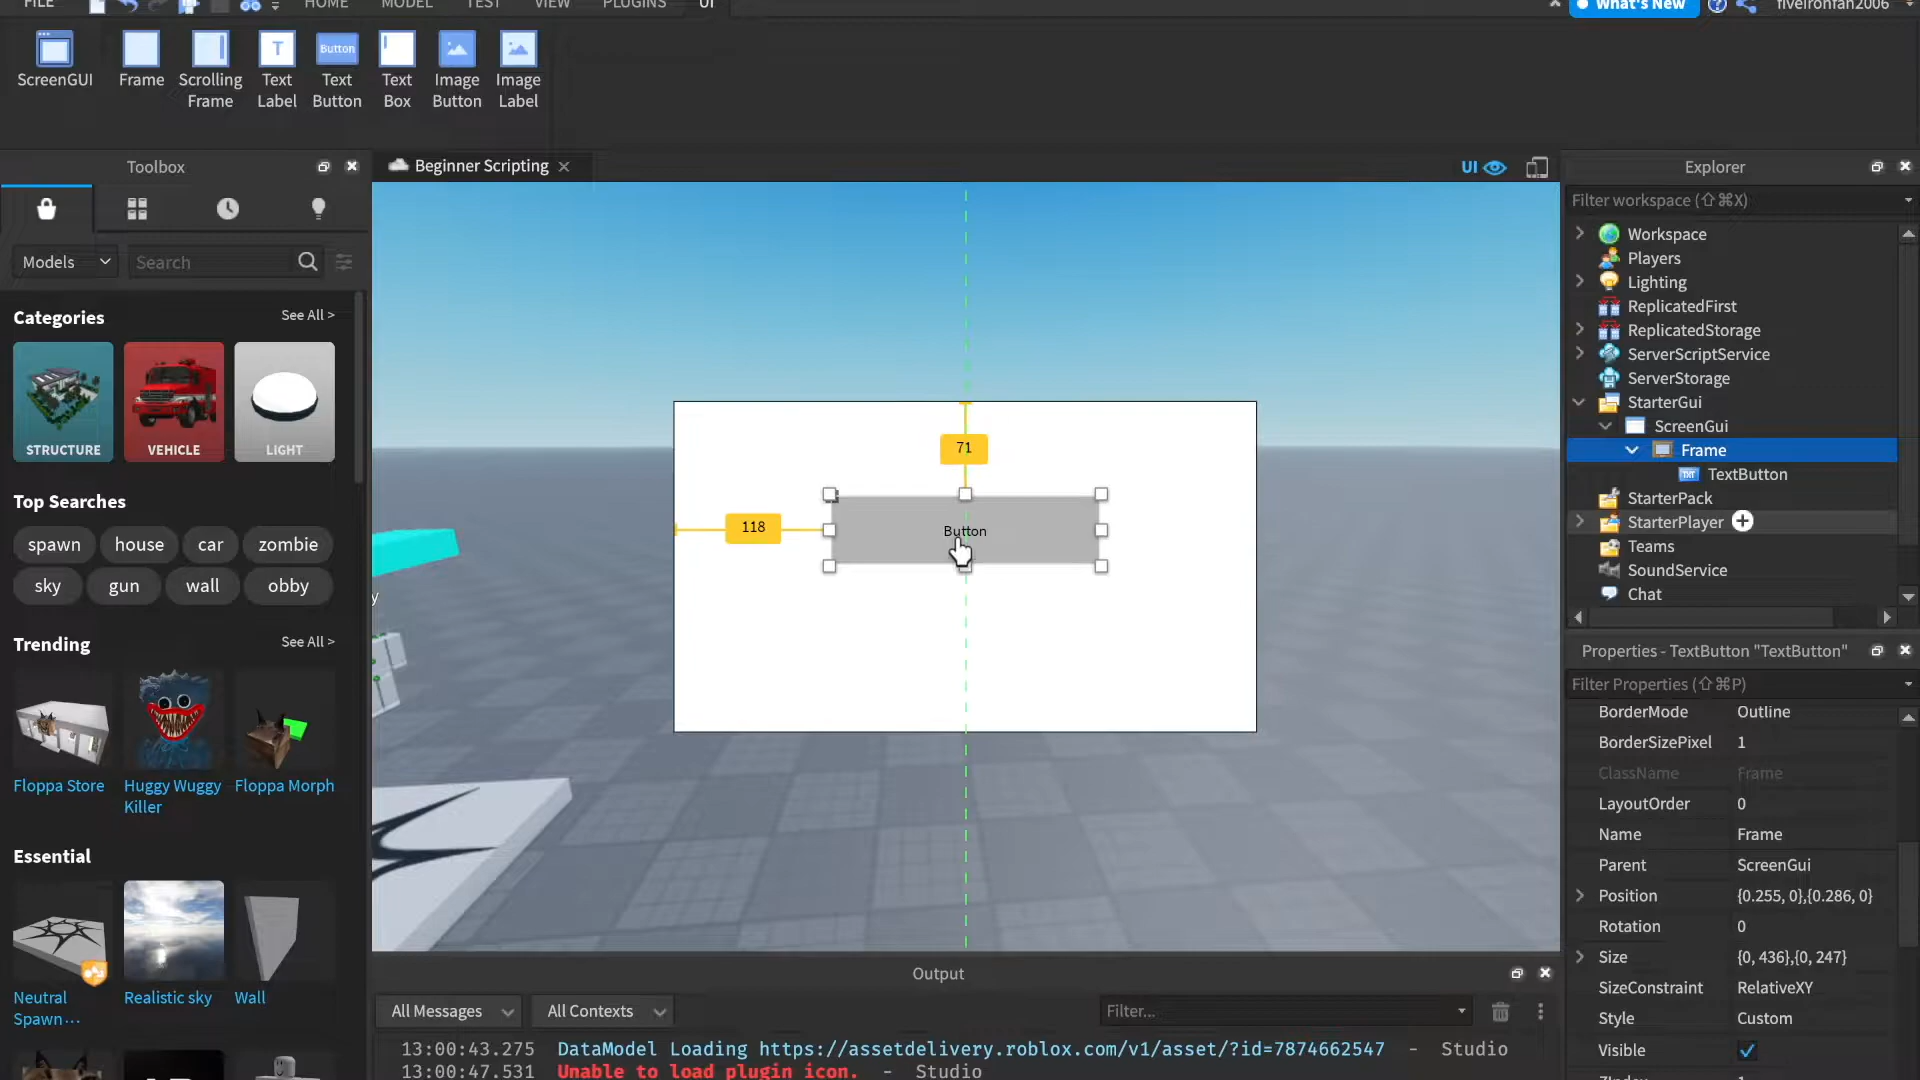 FILE
HOME
MODEL
TEST
VIEW
PLUGINS
UI
What's New
fiveironfan2006
ScreenGUI
Frame
Scrolling
Frame
T
Text
Label
Button
Text
Button
Text
Box
Image
Button
Image
Label
Toolbox
Beginner Scripting
UI
Explorer
Models
Search
Filter workspace (⇧⌘X)
Categories
See All >
STRUCTURE
VEHICLE
LIGHT
Top Searches
spawn
house
car
zombie
sky
gun
wall
obby
Trending
See All >
Floppa Store
Huggy Wuggy
Killer
Floppa Morph
Essential
Neutral
Spawn...
Realistic sky
Wall
71
118
Button
y
Workspace
Players
Lighting
ReplicatedFirst
ReplicatedStorage
ServerScriptService
ServerStorage
StarterGui
ScreenGui
Frame
TXT
TextButton
StarterPack
StarterPlayer
Teams
SoundService
Chat
Properties - TextButton "TextButton"
Filter Properties (⇧⌘P)
BorderMode Outline
BorderSizePixel 1
ClassName Frame
LayoutOrder 0
Name Frame
Parent ScreenGui
Position {0.255, 0},{0.286, 0}
Rotation 0
Size {0, 436},{0, 247}
SizeConstraint RelativeXY
Style Custom
Visible
Output
All Messages
All Contexts
Filter...
13:00:43.275 DataModel Loading https://assetdelivery.roblox.com/v1/asset/?id=7874662547 - Studio
13:00:47.531 Unable to load plugin icon. - Studio